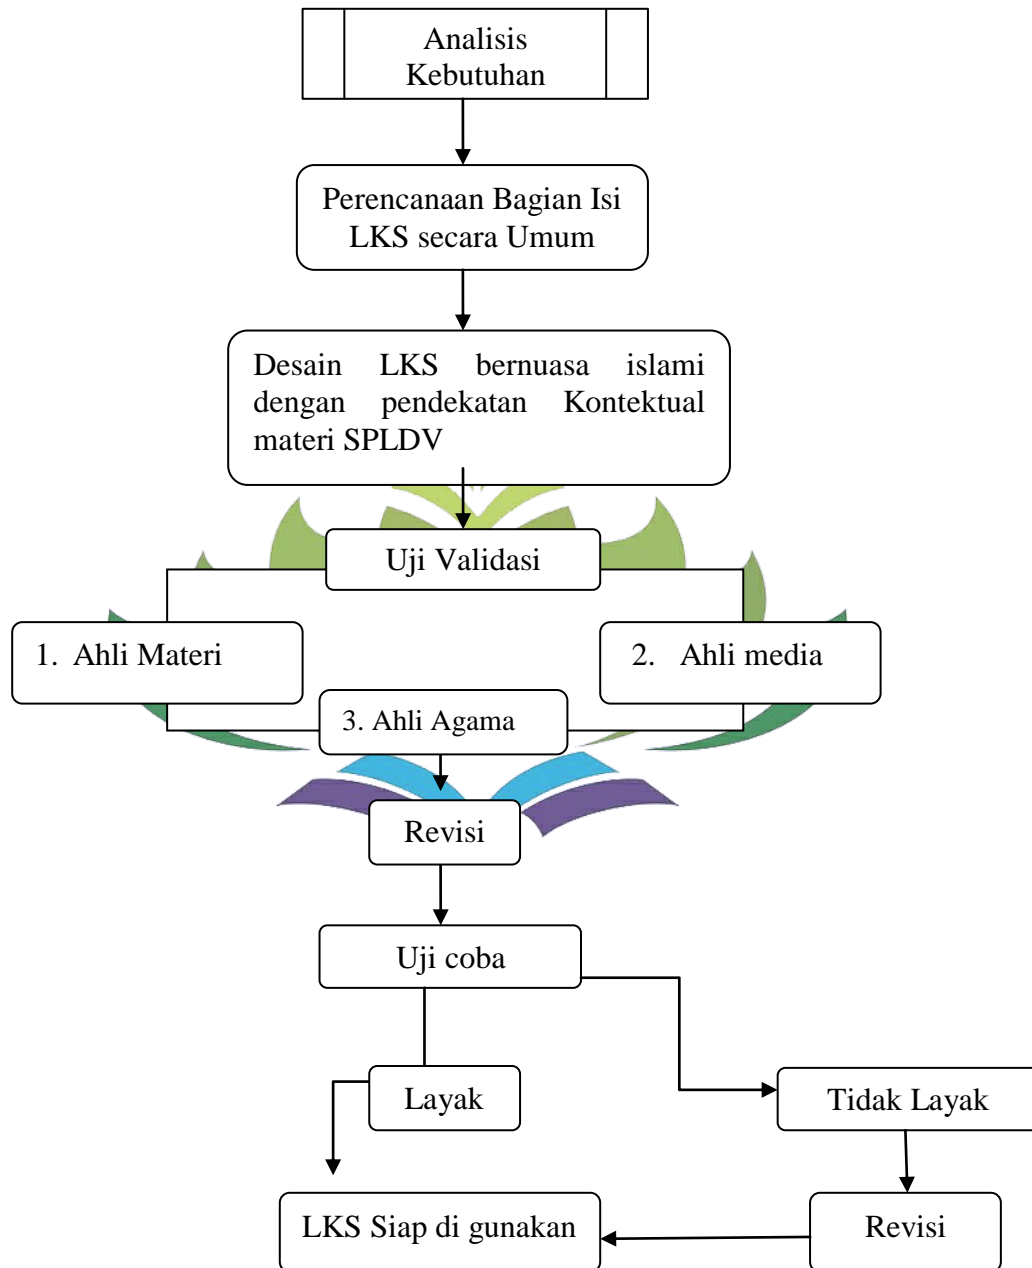 Analisis
Kebutuhan
Perencanaan Bagian Isi
LKS secara Umum
Desain LKS bernuasa islami
dengan pendekatan Kontektual
materi SPLDV
Uji Validasi
1. Ahli Materi
2. Ahli media
3. Ahli Agama
Revisi
Uji coba
Layak
Tidak Layak
LKS Siap di gunakan
Revisi